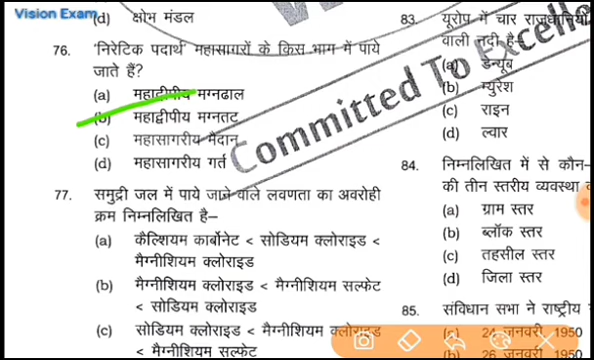 Vision Exam
(d) क्षोभ मंडल
76. 'निरेटिक पदार्थ महासागरों के किस भाग में पाये
जाते हैं?
(a) महाद्वीपीय मग्नढाल
(b) महाद्वीपीय मग्नतट
(c) महासागरीय मैदान
(d) महासागरीय गर्त
77. समुद्री जल में पाये जाने वाले लवणता का अवरोही
क्रम निम्नलिखित है–
(a) कैल्शियम कार्बोनेट < सोडियम क्लोराइड <
मैग्नीशियम क्लोराइड
(b) मैग्नीशियम क्लोराइड < मैग्नीशियम सल्फेट
< सोडियम क्लोराइड
(c) सोडियम क्लोराइड < मैग्नीशियम क्लोराइड
< मैग्नीशियम सल्फेट
83. यूरोप में चार राजधानियों
वाली नदी है–
(a) डेन्यूब
(b) म्युरेश
(c) राइन
(d) ल्वार
84. निम्नलिखित में से कौन-
की तीन स्तरीय व्यवस्था
(a) ग्राम स्तर
(b) ब्लॉक स्तर
(c) तहसील स्तर
(d) जिला स्तर
85. संविधान सभा ने राष्ट्रीय
(a) 24 जनवरी, 1950
(b) 26 जनवरी 1950
Committed To Excelle